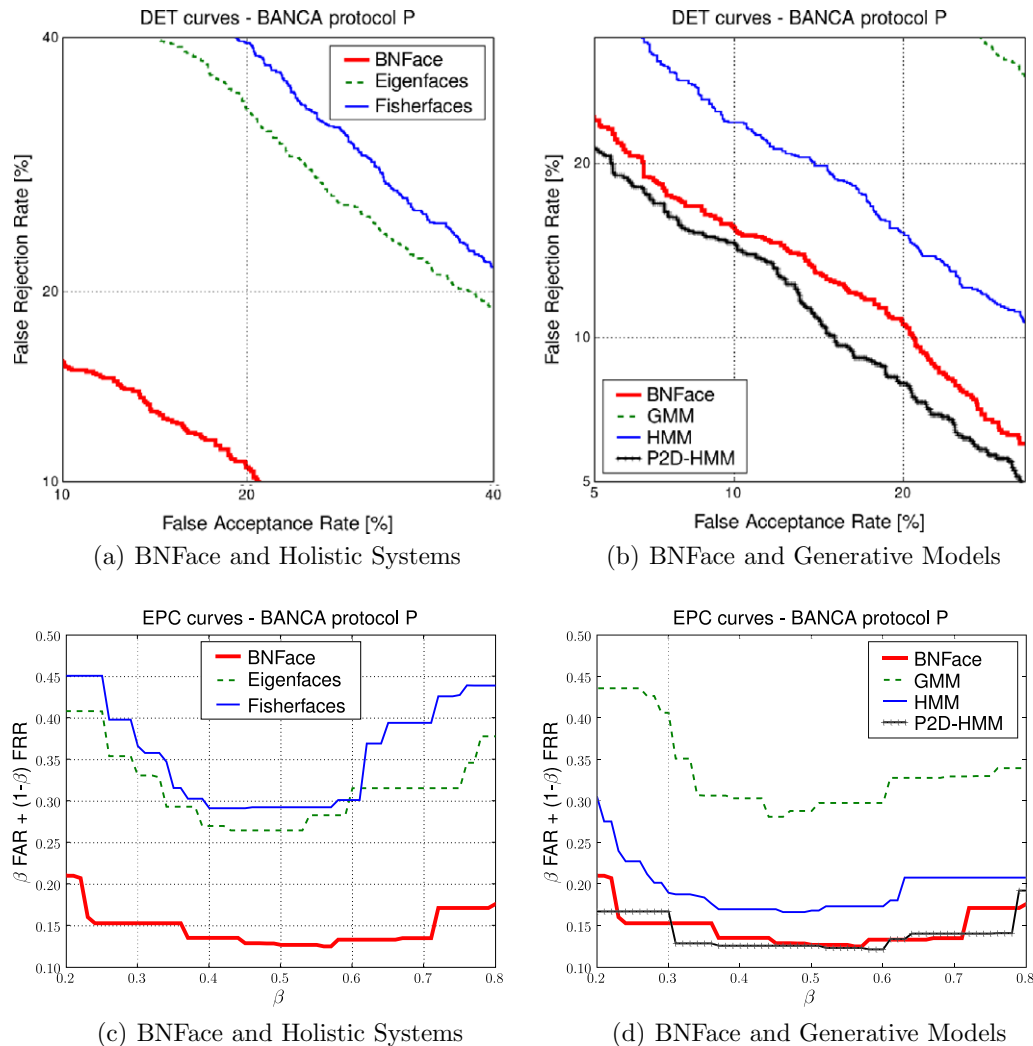 DET curves - BANCA protocol P
40
BNFace
Eigenfaces
Fisherfaces
False Rejection Rate [%]
20
10
10
20
40
False Acceptance Rate [%]
(a) BNFace and Holistic Systems
DET curves - BANCA protocol P
False Rejection Rate [%]
20
10
BNFace
GMM
HMM
P2D-HMM
5
5
10
20
False Acceptance Rate [%]
(b) BNFace and Generative Models
EPC curves - BANCA protocol P
0.50
0.45
0.40
0.35
0.30
0.25
0.20
0.15
0.10
β FAR + (1-β) FRR
BNFace
Eigenfaces
Fisherfaces
0.2
0.3
0.4
0.5
0.6
0.7
0.8
β
(c) BNFace and Holistic Systems
EPC curves - BANCA protocol P
0.50
0.45
0.40
0.35
0.30
0.25
0.20
0.15
0.10
β FAR + (1-β) FRR
BNFace
GMM
HMM
P2D-HMM
0.2
0.3
0.4
0.5
0.6
0.7
0.8
β
(d) BNFace and Generative Models